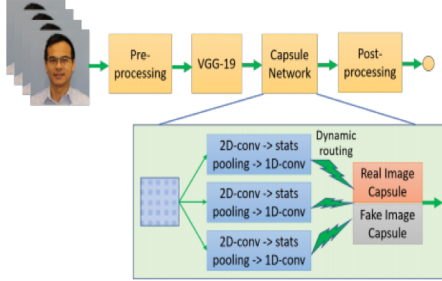 Pre-
processing
VGG-19
Capsule
Network
Post-
processing
Dynamic
routing
2D-conv -> stats
pooling -> 1D-conv
2D-conv -> stats
pooling -> 1D-conv
2D-conv -> stats
pooling -> 1D-conv
Real Image
Capsule
Fake Image
Capsule